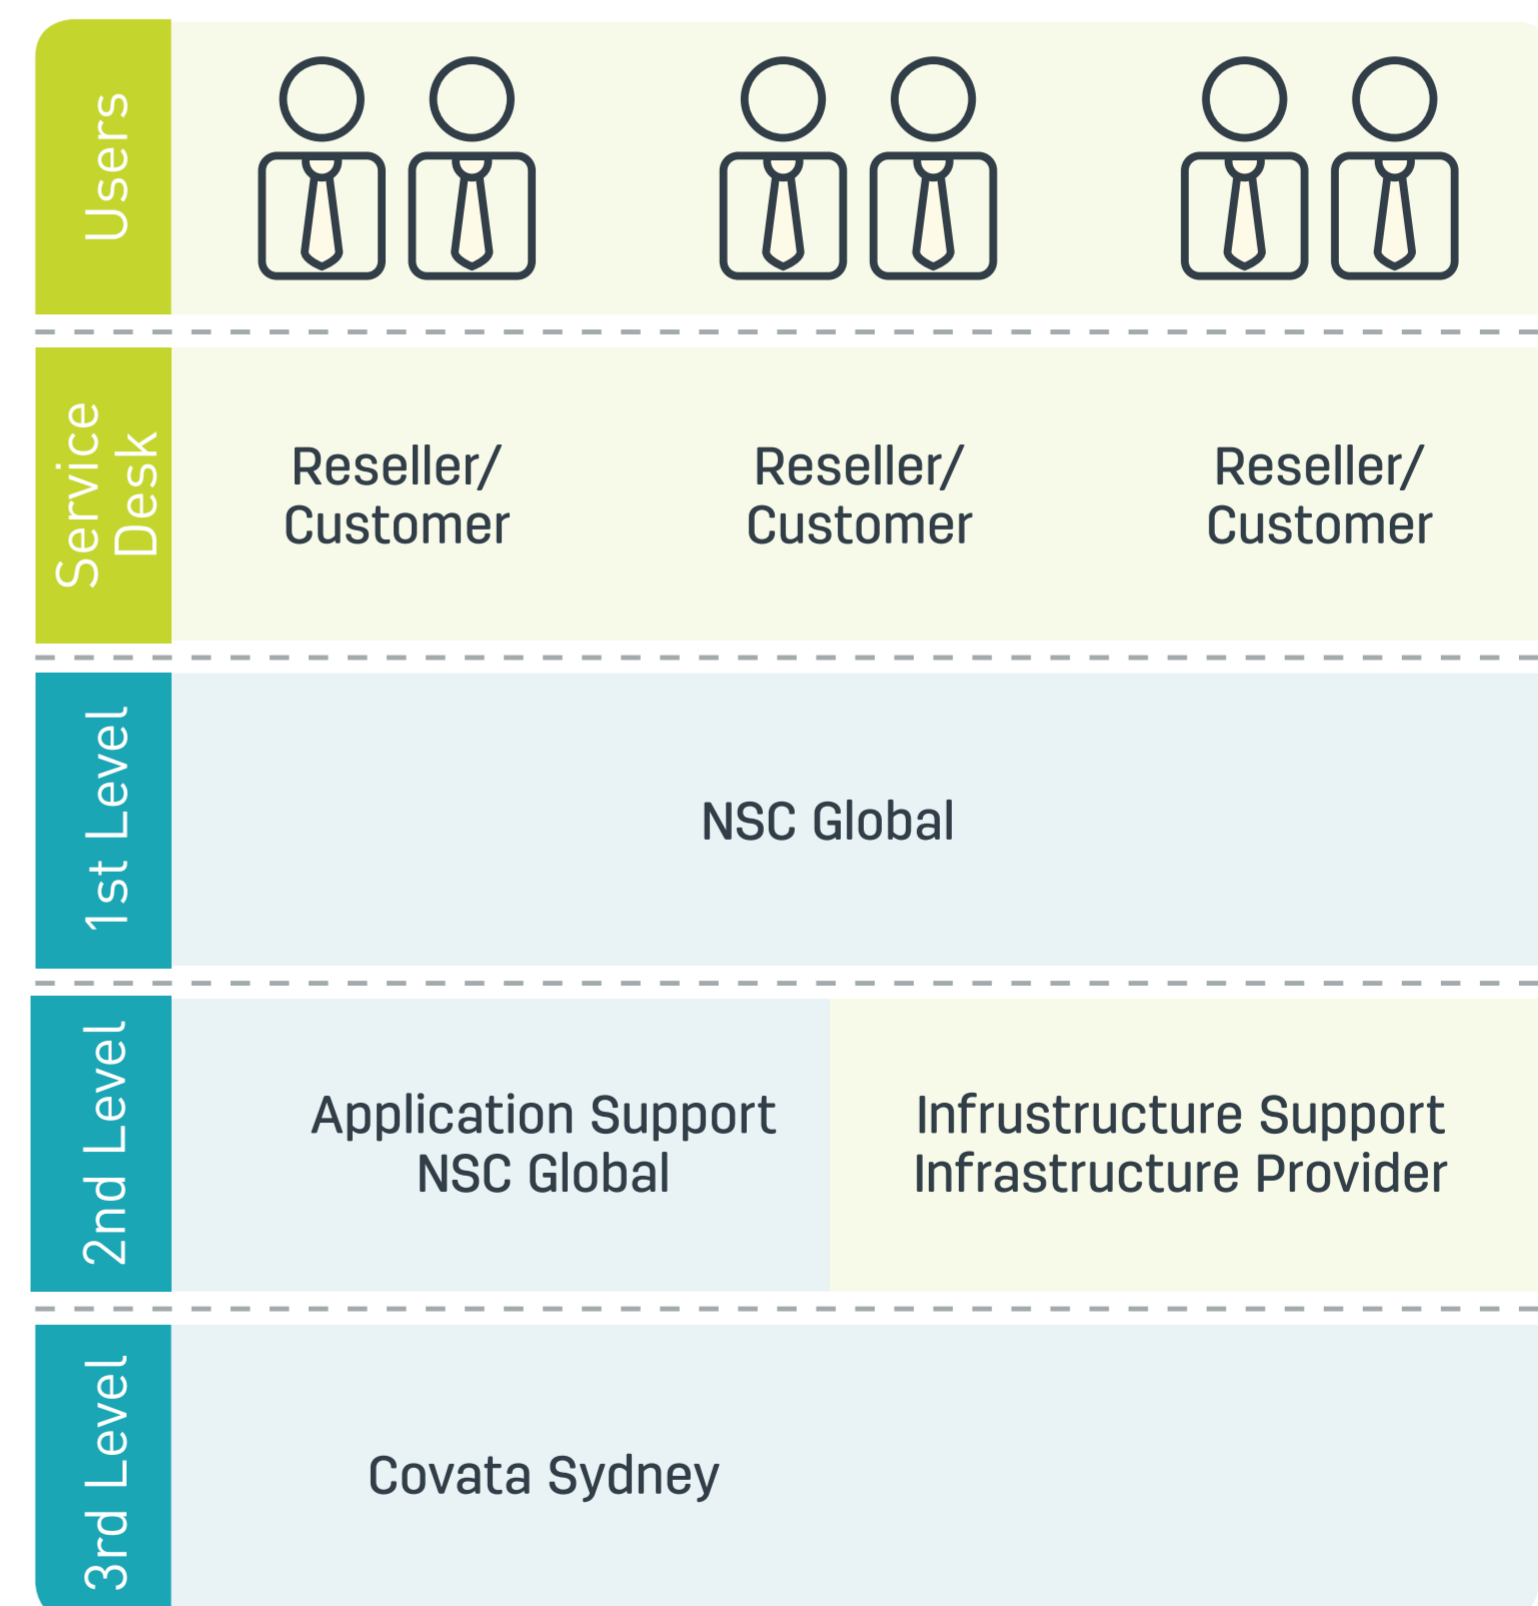 Users
Service
Desk
Reseller/
Customer
Reseller/
Customer
Reseller/
Customer
1st Level
NSC Global
2nd Level
Application Support
NSC Global
Infrustructure Support
Infrastructure Provider
3rd Level
Covata Sydney